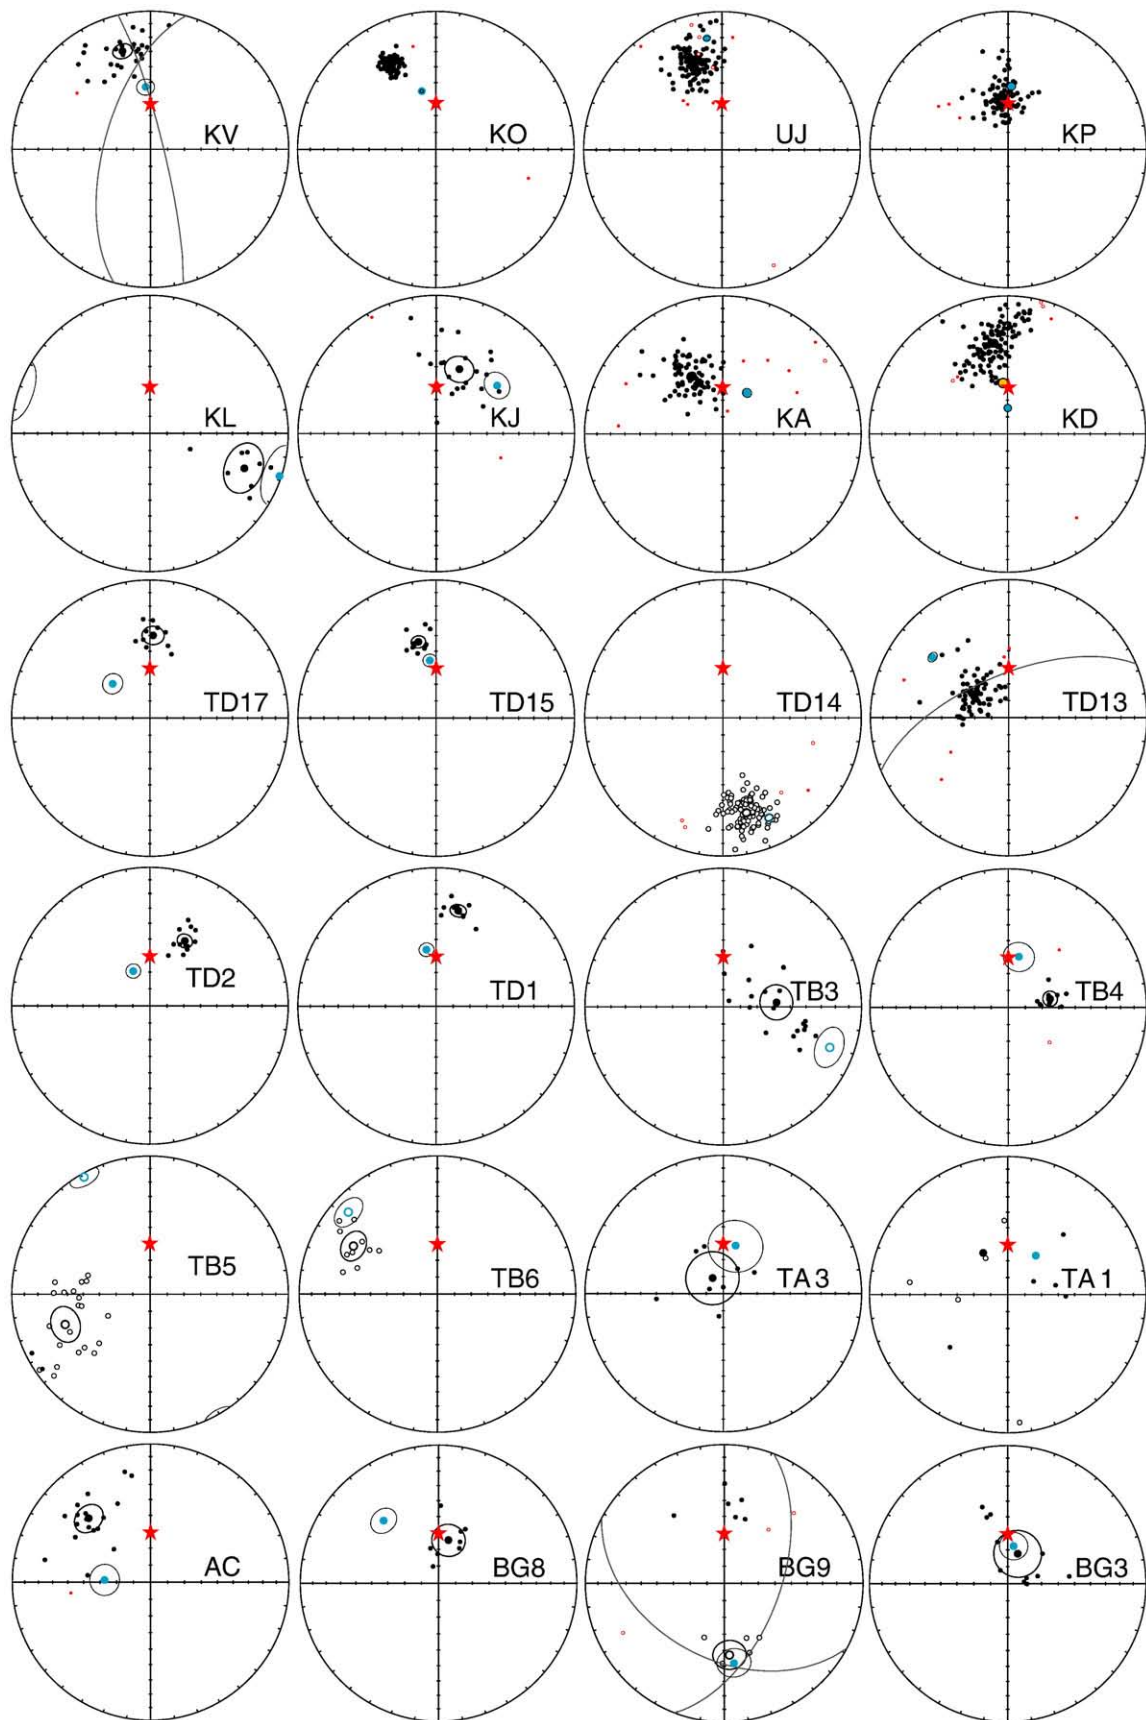 KV
KO
UJ
KP
KL
KJ
KA
KD
TD17
TD15
TD14
TD13
TD2
TD1
TB3
TB4
TB5
TB6
TA 3
TA 1
AC
BG8
BG9
BG3